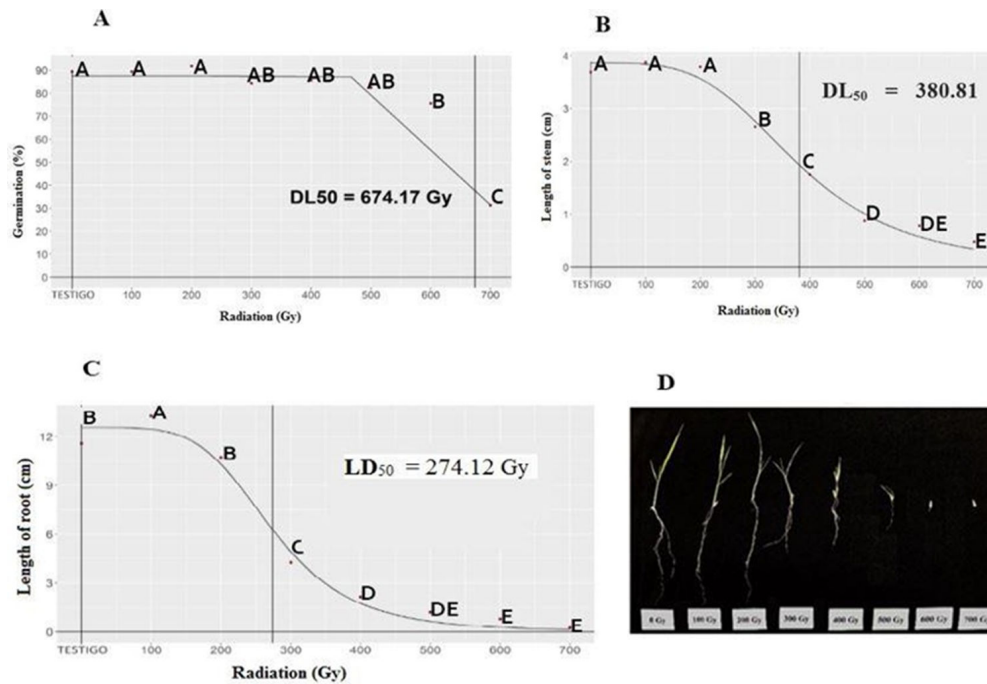 A
90
80
70
60
50
40
30
20
10
0
Germination (%)
A A A AB AB AB B C
DL50 = 674.17 Gy
TESTIGO 100 200 300 400 500 600 700
Radiation (Gy)
B
4
3
2
1
0
Length of stem (cm)
A A A B C D DE E
DL50 = 380.81
TESTIGO 100 200 300 400 500 600 700
Radiation (Gy)
C
12
9
6
3
0
Length of root (cm)
B A B C D DE E E
LD50 = 274.12 Gy
TESTIGO 100 200 300 400 500 600 700
Radiation (Gy)
D
0 Gy 100 Gy 200 Gy 300 Gy 400 Gy 500 Gy 600 Gy 700 G